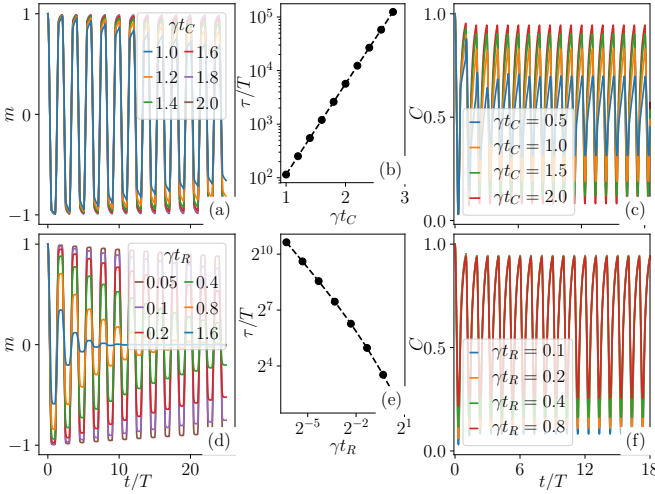 1
0
−1
m
γt_C
1.0 1.6
1.2 1.8
1.4 2.0
(a)
10^5
10^4
10^3
10^2
τ/T
1 2 3
γt_C
(b)
1.0
0.5
0.0
C
γt_C = 0.5
γt_C = 1.0
γt_C = 1.5
γt_C = 2.0
(c)
1
0
−1
m
γt_R
0.05 0.4
0.1 0.8
0.2 1.6
(d)
0 10 20
t/T
2^10
2^7
2^4
τ/T
(e)
2^−5 2^−2 2^1
γt_R
1.0
0.5
0.0
C
γt_R = 0.1
γt_R = 0.2
γt_R = 0.4
γt_R = 0.8
(f)
0 6 12 18
t/T